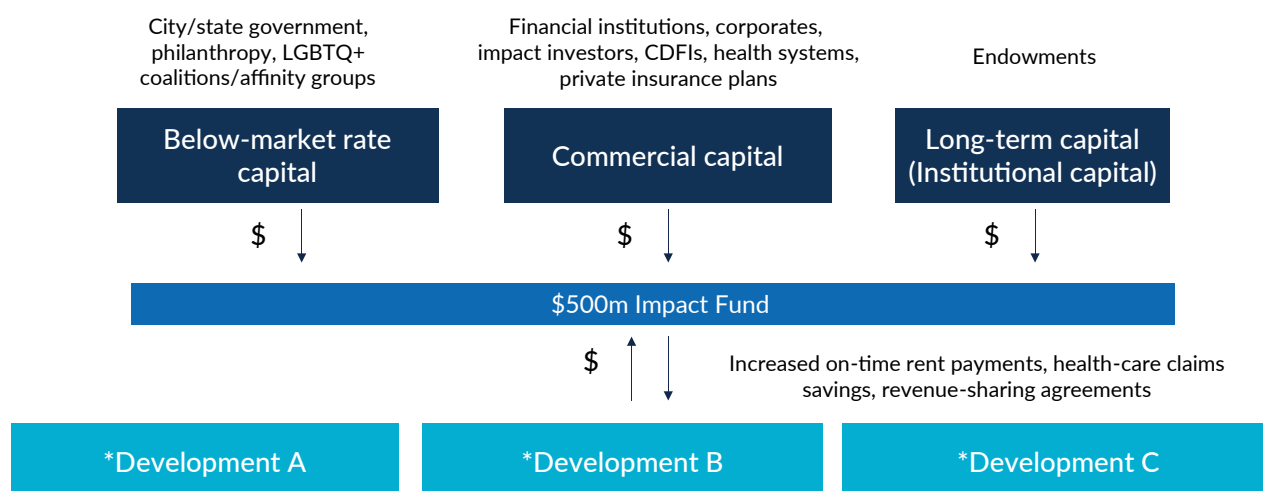 City/state government,
philanthropy, LGBTQ+
coalitions/affinity groups
Financial institutions, corporates,
impact investors, CDFIs, health systems,
private insurance plans
Endowments
Below-market rate
capital
Commercial capital
Long-term capital
(Institutional capital)
$
$
$
$500m Impact Fund
$
Increased on-time rent payments, health-care claims
savings, revenue-sharing agreements
*Development A
*Development B
*Development C